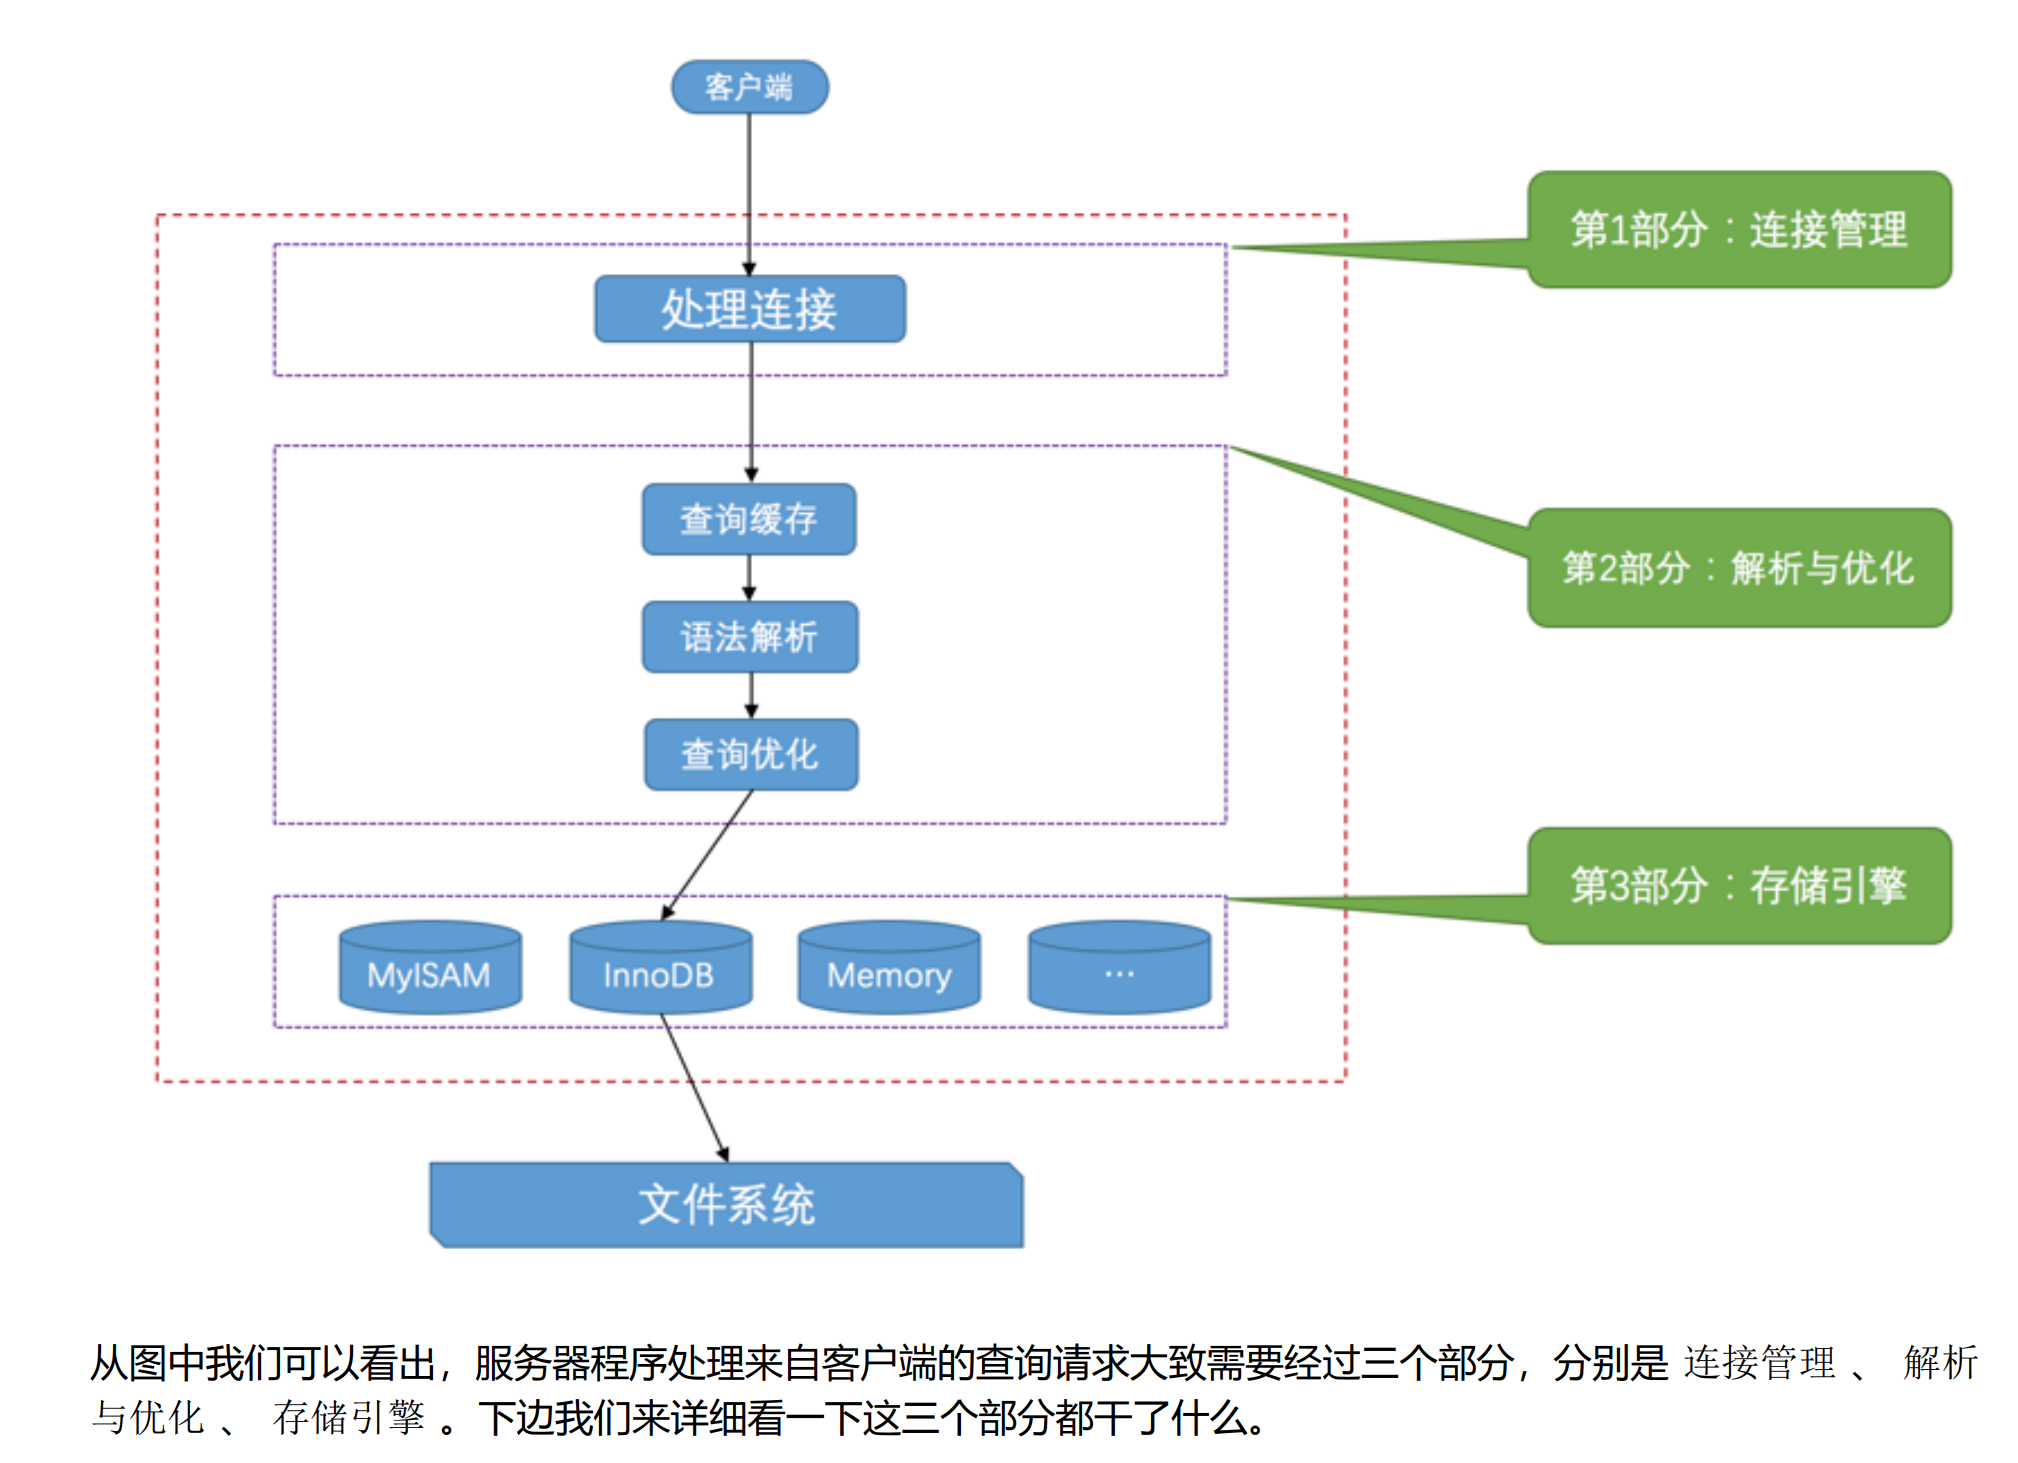 客户端
第1部分：连接管理
处理连接
查询缓存
第2部分：解析与优化
语法解析
查询优化
第3部分：存储引擎
MyISAM
InnoDB
Memory
...
文件系统
从图中我们可以看出，服务器程序处理来自客户端的查询请求大致需要经过三个部分，分别是 连接管理 、 解析
与优化 、 存储引擎 。下边我们来详细看一下这三个部分都干了什么。